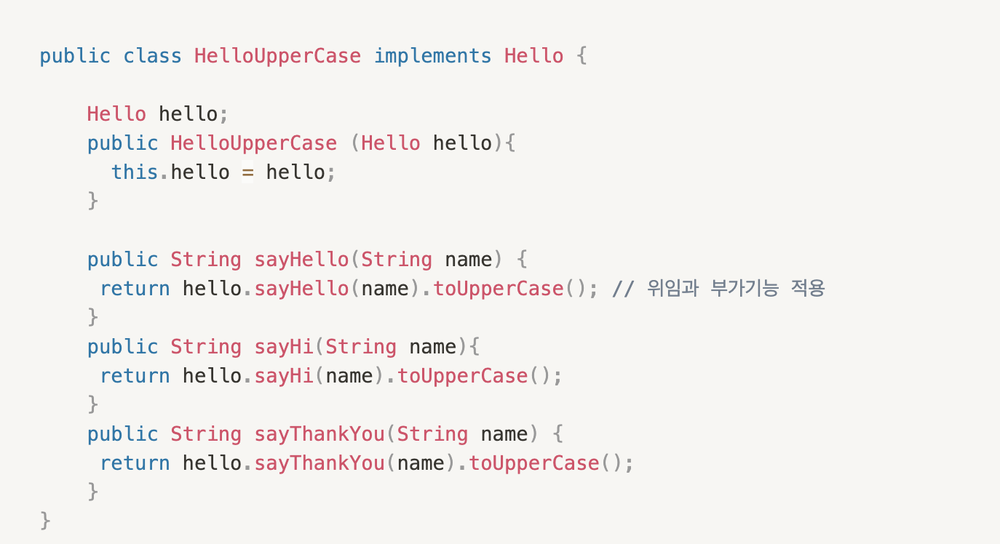 public class HelloUpperCase implements Hello {
Hello hello;
public HelloUpperCase (Hello hello){
this.hello = hello;
}
public String sayHello(String name) {
return hello.sayHello(name).toUpperCase(); // 위임과 부가기능 적용
}
public String sayHi(String name){
return hello.sayHi(name).toUpperCase();
}
public String sayThankYou(String name) {
return hello.sayThankYou(name).toUpperCase();
}
}